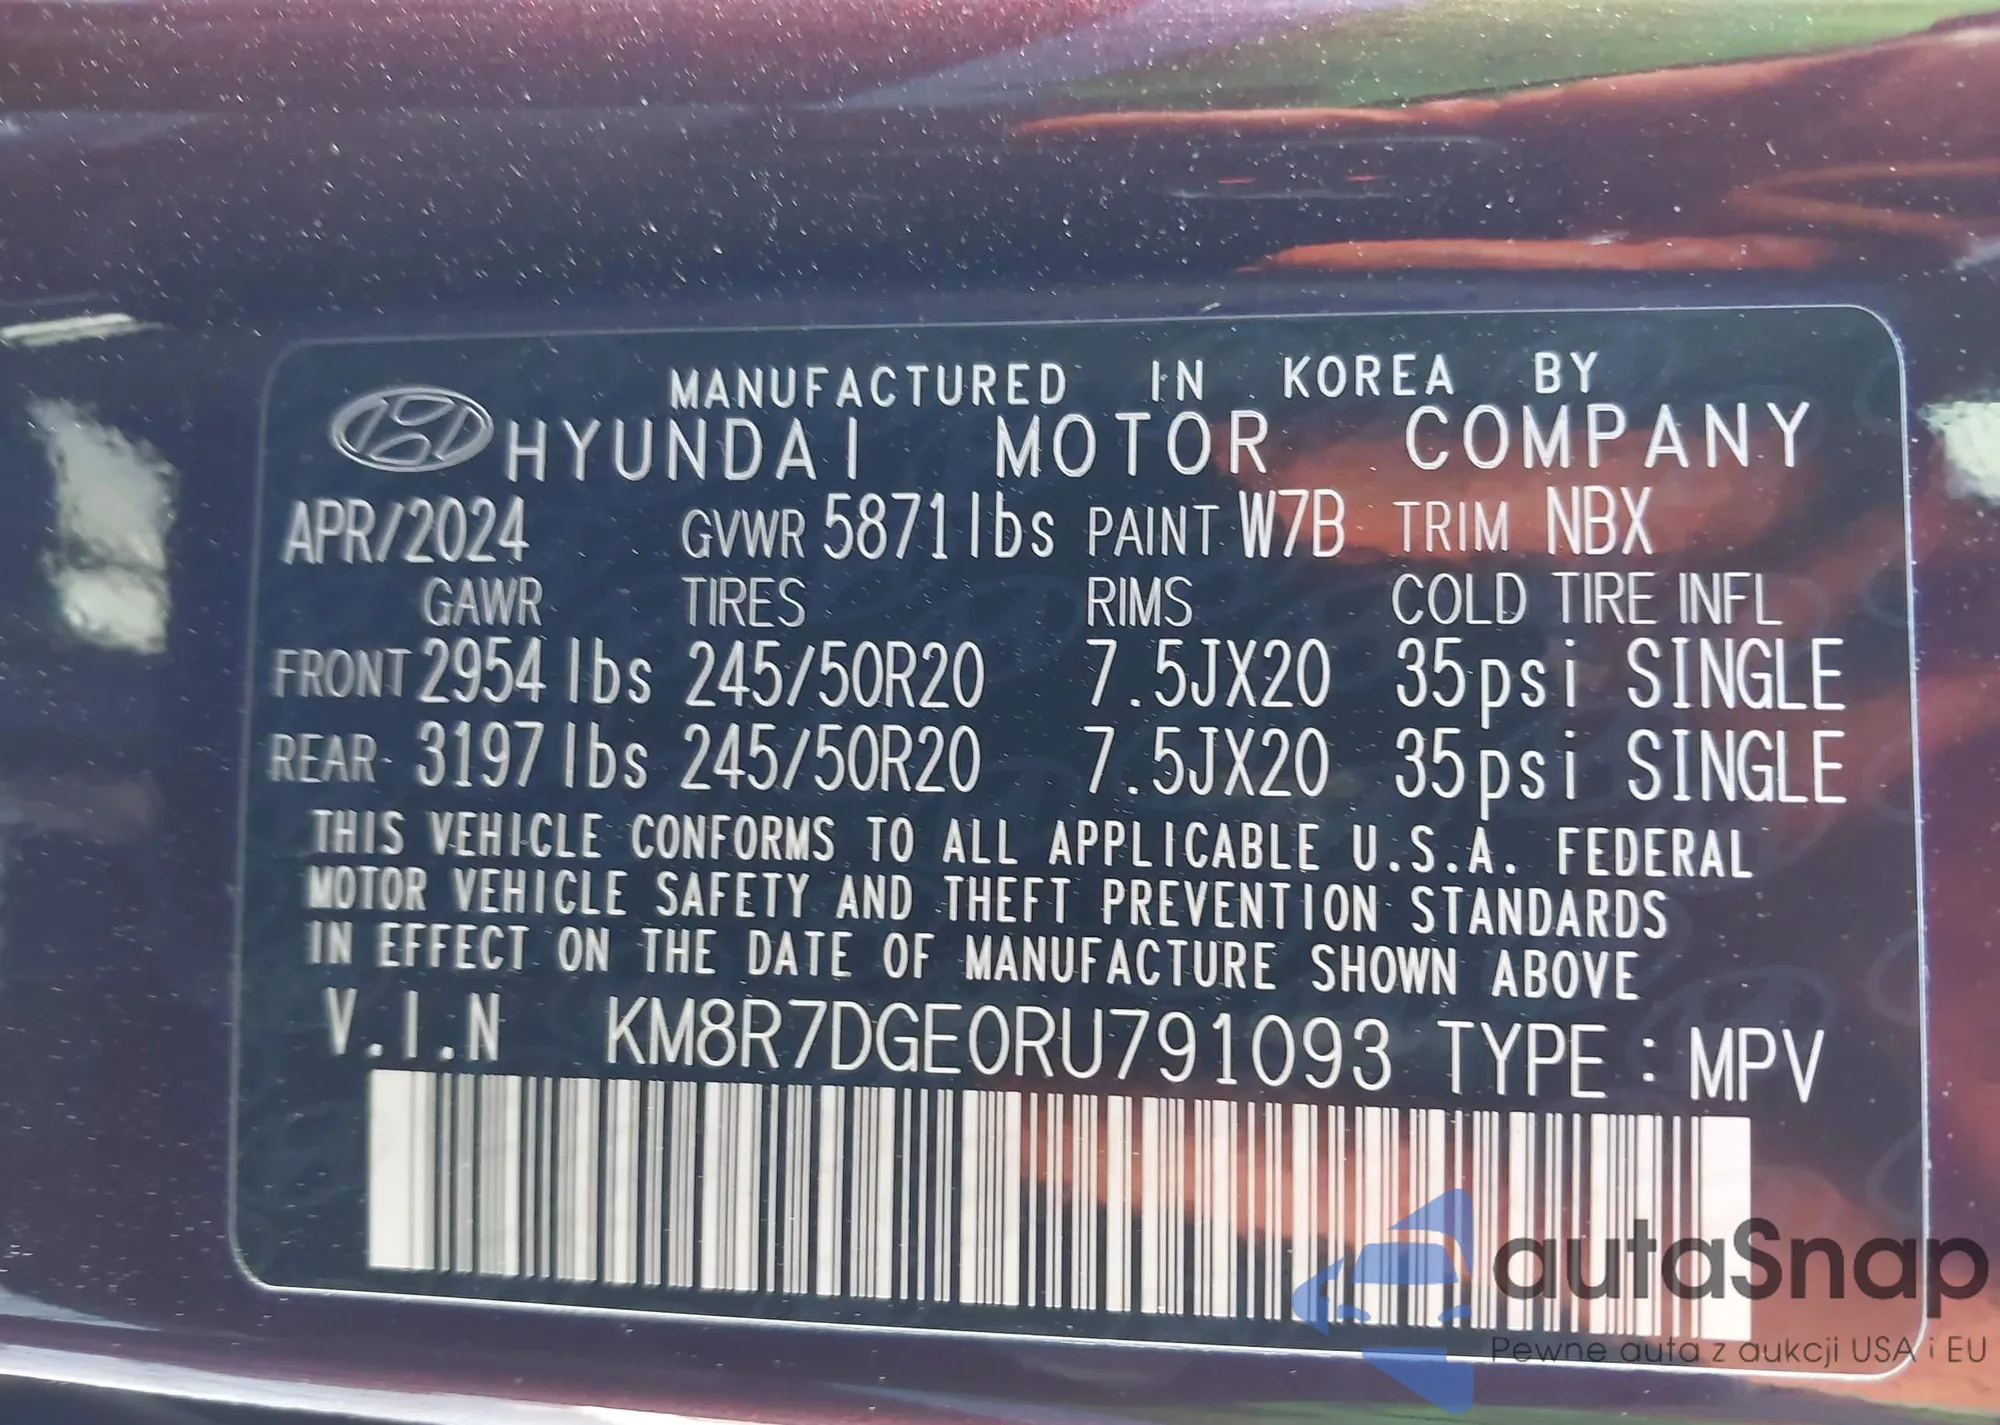 MANUFACTURED IN KOREA BY
HYUNDAI MOTOR COMPANY
APR/2024 GVWR 5871lbs PAINT W7B TRIM NBX
GAWR TIRES RIMS COLD TIRE INFL
FRONT 2954 lbs 245/50R20 7.5JX20 35psi SINGLE
REAR 3197 lbs 245/50R20 7.5JX20 35psi SINGLE
THIS VEHICLE CONFORMS TO ALL APPLICABLE U.S.A. FEDERAL
MOTOR VEHICLE SAFETY AND THEFT PREVENTION STANDARDS
IN EFFECT ON THE DATE OF MANUFACTURE SHOWN ABOVE
V.I.N KM8R7DGE0RU791093 TYPE : MPV
autaSnap
Pewne auta z aukcji USA i EU